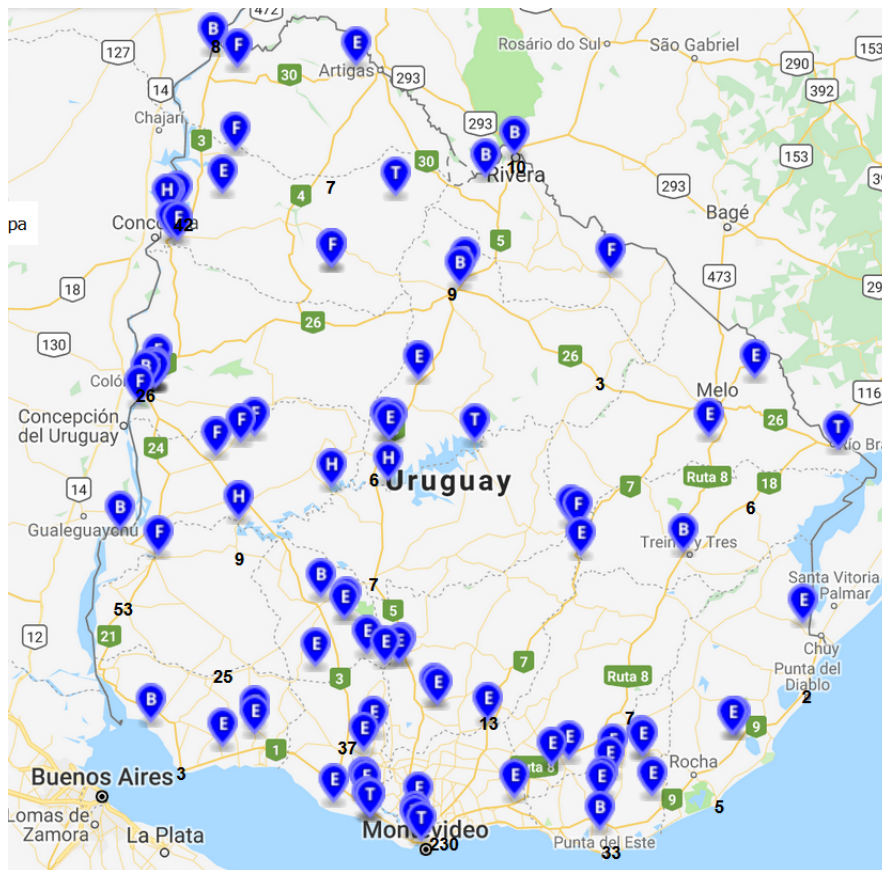 472
B
8
F
E
Rosário do Sul
São Gabriel
153
127
Artigas
293
290
30
14
392
Chajarí
293
B
3
F
B
10
Rivera
30
153
E
T
7
4
293
H
Bagé
pa
F
42
Concordia
5
F
F
B
473
18
9
26
130
F
E
26
E
B
3
Colón
F
26
Melo
116
Concepción
del Uruguay
F
F
F
E
T
E
26
T
24
H
H
6
Uruguay
Ruta 8
18
14
7
H
B
F
6
Gualeguaychú
F
E
B
Treinta y Tres
9
B
7
Santa Vitoria
Palmar
53
E
5
E
12
21
E
E
E
E
Chuy
7
25
3
Ruta 8
Punta del
Diablo
E
2
B
E
E
13
7
E
E
E
E
E
9
37
E
E
E
1
3
Rocha
Buenos Aires
E
E
E
Ruta 8
E
E
T
E
9
5
Lomas de
Zamora
B
La Plata
T
Montevideo
230
Punta del Este
33